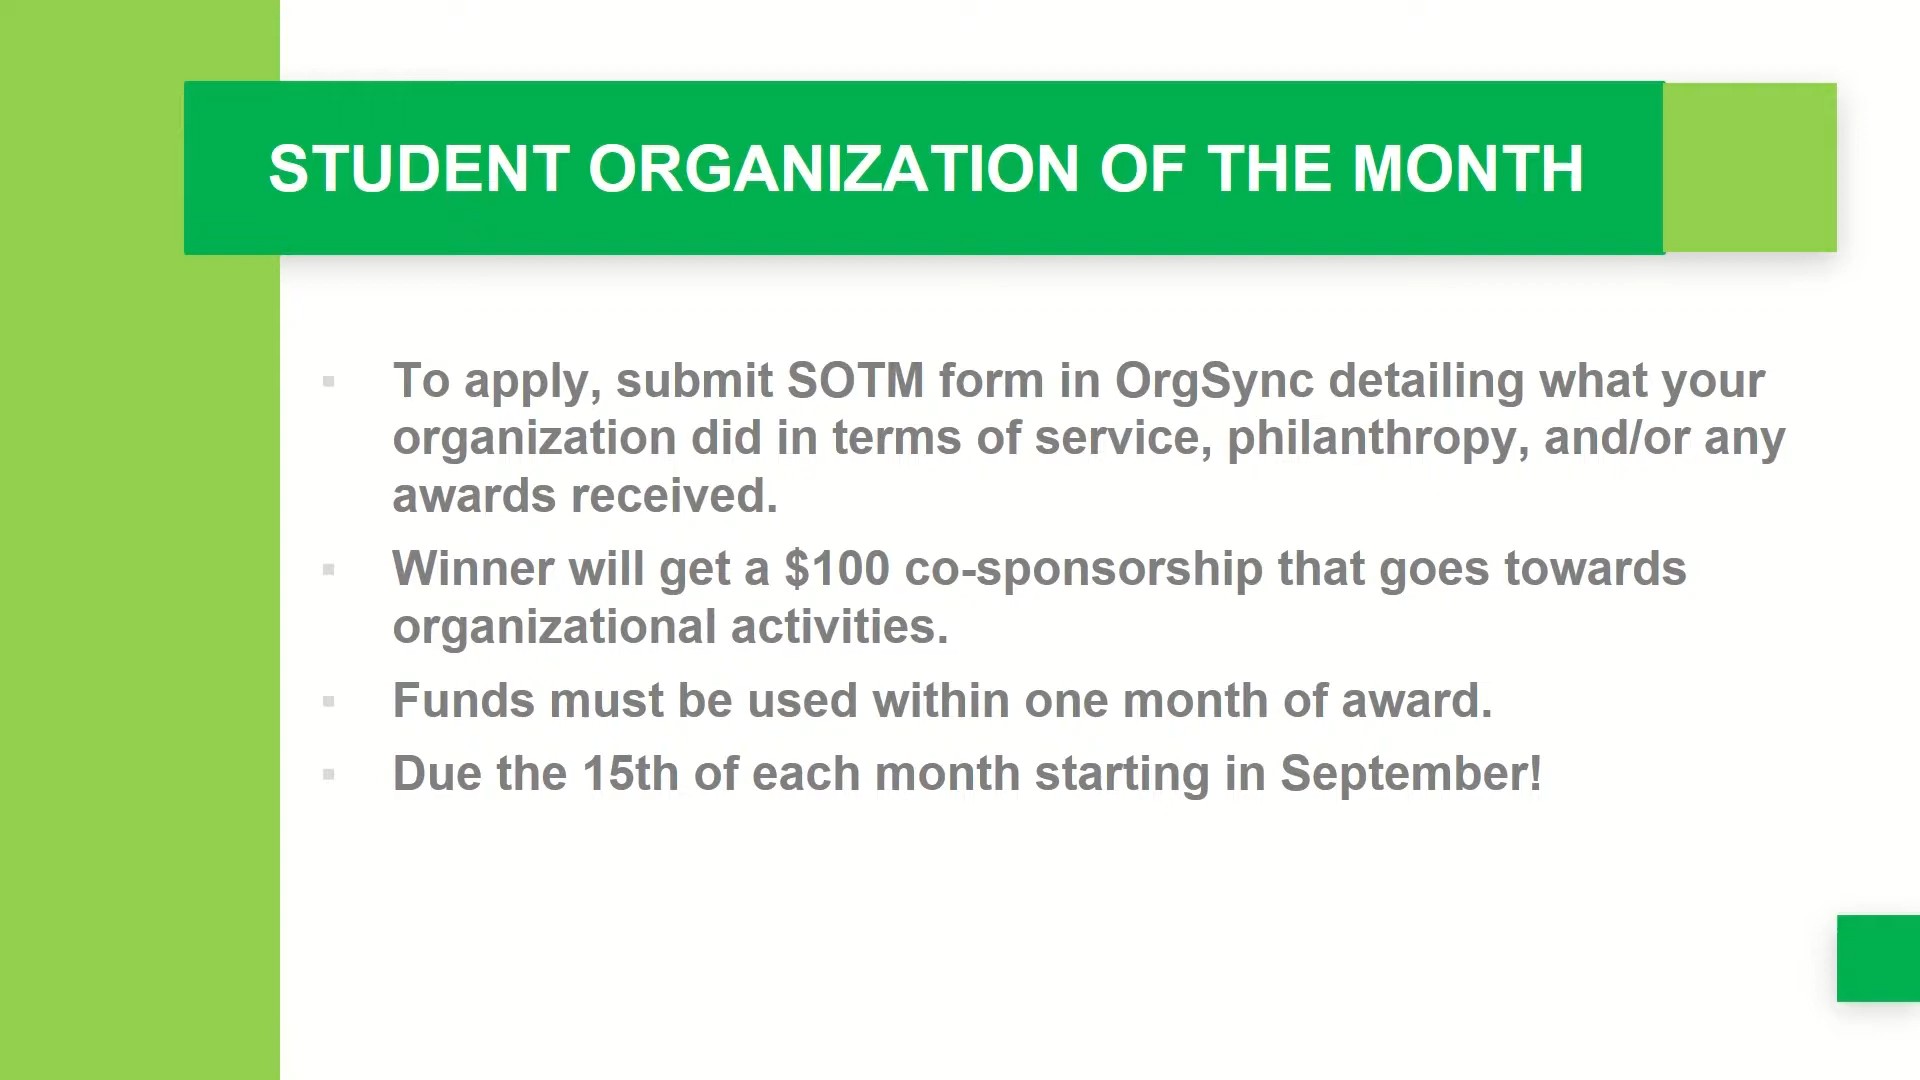 STUDENT ORGANIZATION OF THE MONTH
To apply, submit SOTM form in OrgSync detailing what your
organization did in terms of service, philanthropy, and/or any
awards received.
Winner will get a $100 co-sponsorship that goes towards
organizational activities.
Funds must be used within one month of award.
Due the 15th of each month starting in September!